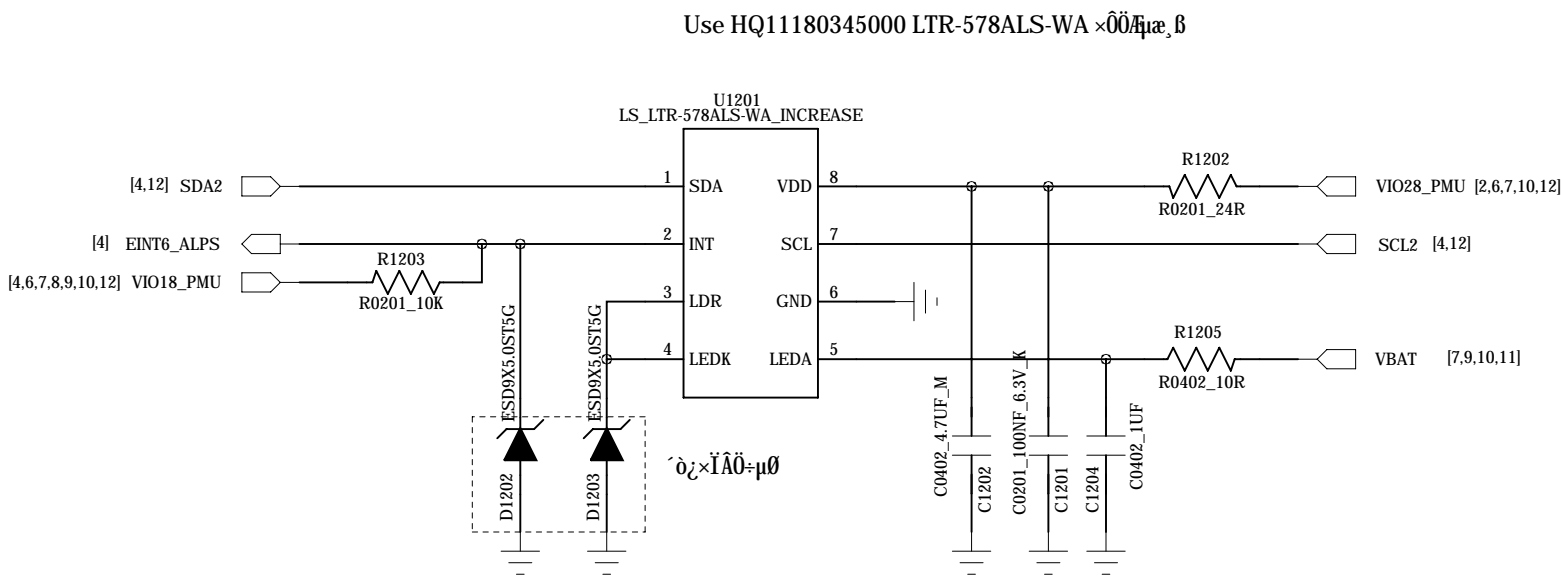 Use HQ11180345000 LTR-578ALS-WA
U1201
LS_LTR-578ALS-WA_INCREASE
[4,12] SDA2
1 SDA
VDD 8
R1202
R0201_24R
VIO28_PMU [2,6,7,10,12]
[4] EINT6_ALPS
2 INT
SCL 7
SCL2 [4,12]
[4,6,7,8,9,10,12] VIO18_PMU
R1203
R0201_10K
3 LDR
GND 6
4 LEDK
LEDA 5
R1205
R0402_10R
VBAT [7,9,10,11]
ESD9X5.0ST5G
D1202
ESD9X5.0ST5G
D1203
´ò¿×ÏÂÖ÷µØ
C0402_4.7UF_M
C1202
C0201_100NF_6.3V_K
C1201
C1204
C0402_1UF